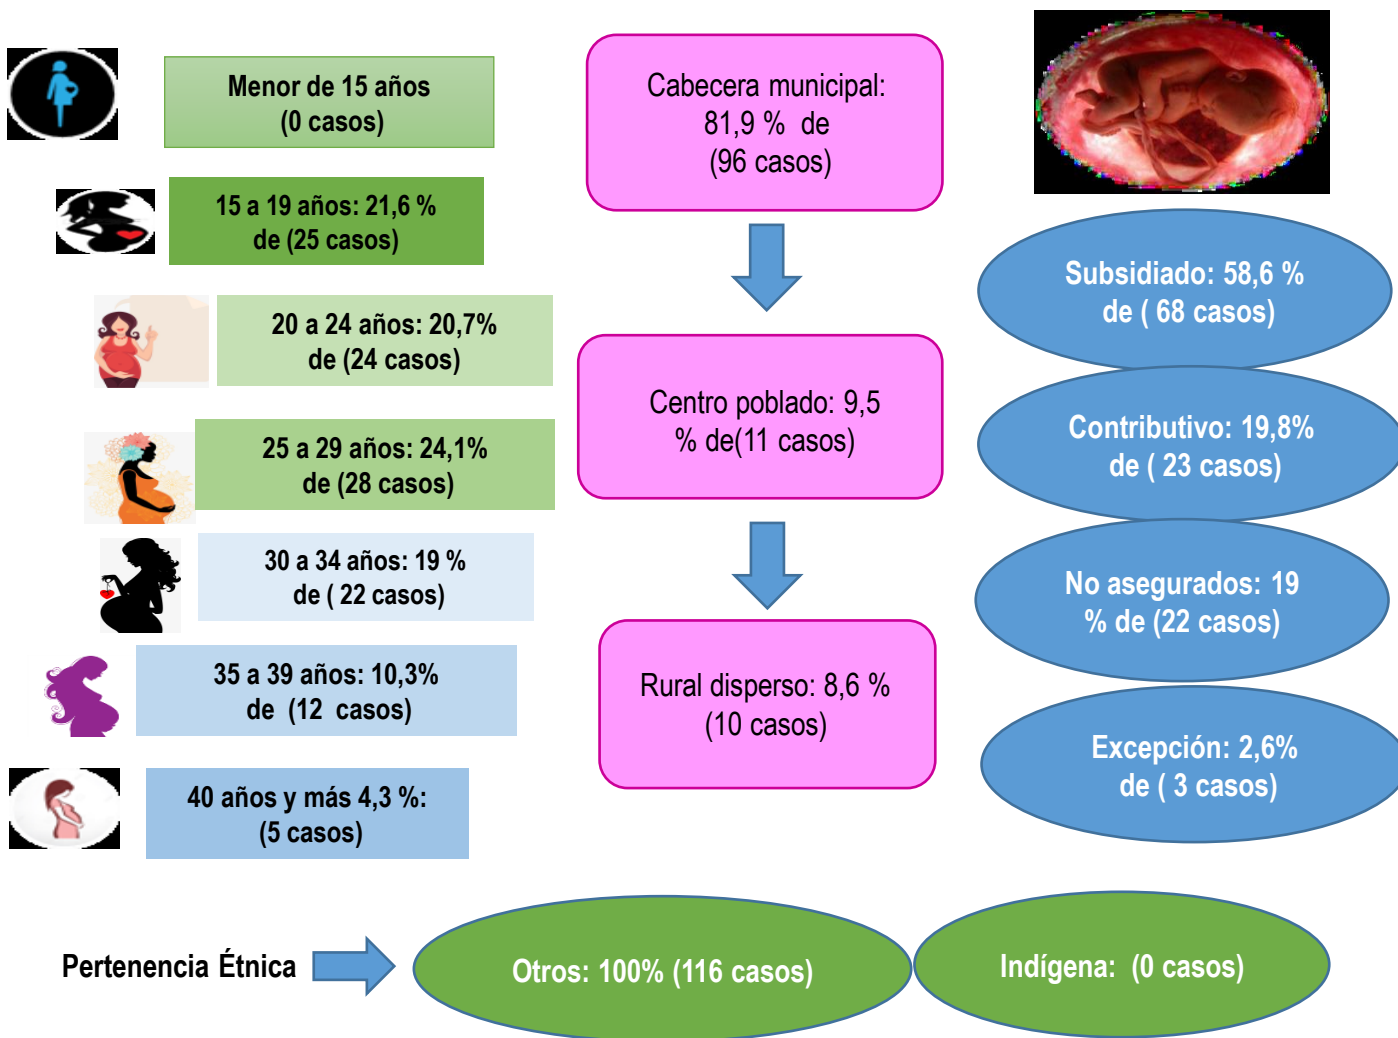 Menor de 15 años
(0 casos)
15 a 19 años: 21,6 %
de (25 casos)
20 a 24 años: 20,7%
de (24 casos)
25 a 29 años: 24,1%
de (28 casos)
30 a 34 años: 19 %
de ( 22 casos)
35 a 39 años: 10,3%
de (12 casos)
40 años y más 4,3 %:
(5 casos)
Cabecera municipal:
81,9 % de
(96 casos)
Centro poblado: 9,5
% de(11 casos)
Rural disperso: 8,6 %
(10 casos)
Subsidiado: 58,6 %
de ( 68 casos)
Contributivo: 19,8%
de ( 23 casos)
No asegurados: 19
% de (22 casos)
Excepción: 2,6%
de ( 3 casos)
Pertenencia Étnica
Otros: 100% (116 casos)
Indígena: (0 casos)